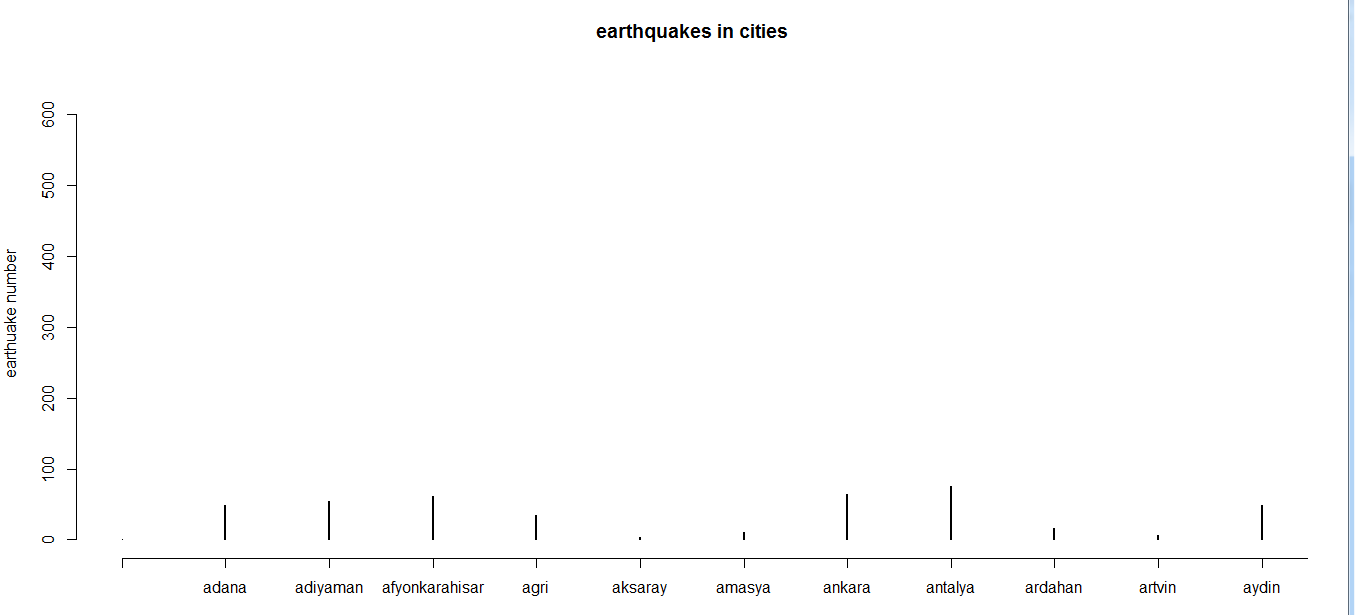 earthquakes in cities
earthuake number
600
500
400
300
200
100
0
adana adiyaman afyonkarahisar agri aksaray amasya ankara antalya ardahan artvin aydin